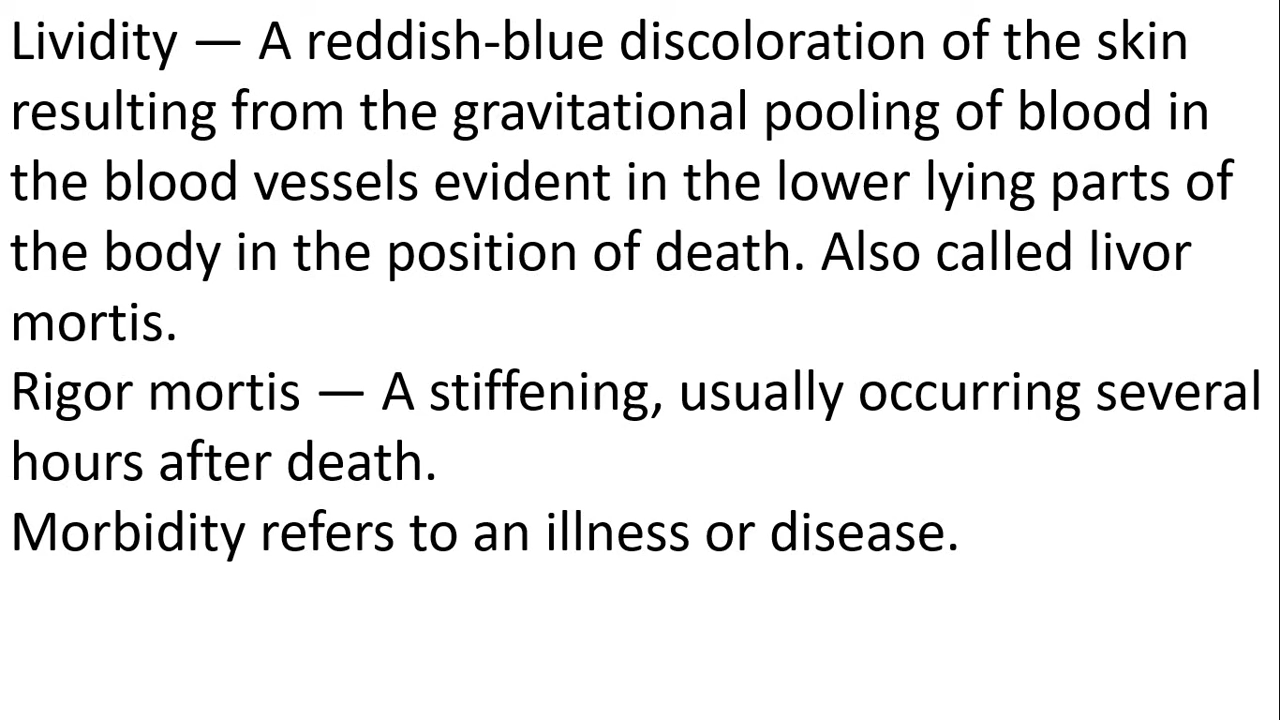 Lividity — A reddish-blue discoloration of the skin
resulting from the gravitational pooling of blood in
the blood vessels evident in the lower lying parts of
the body in the position of death. Also called livor
mortis.
Rigor mortis — A stiffening, usually occurring several
hours after death.
Morbidity refers to an illness or disease.